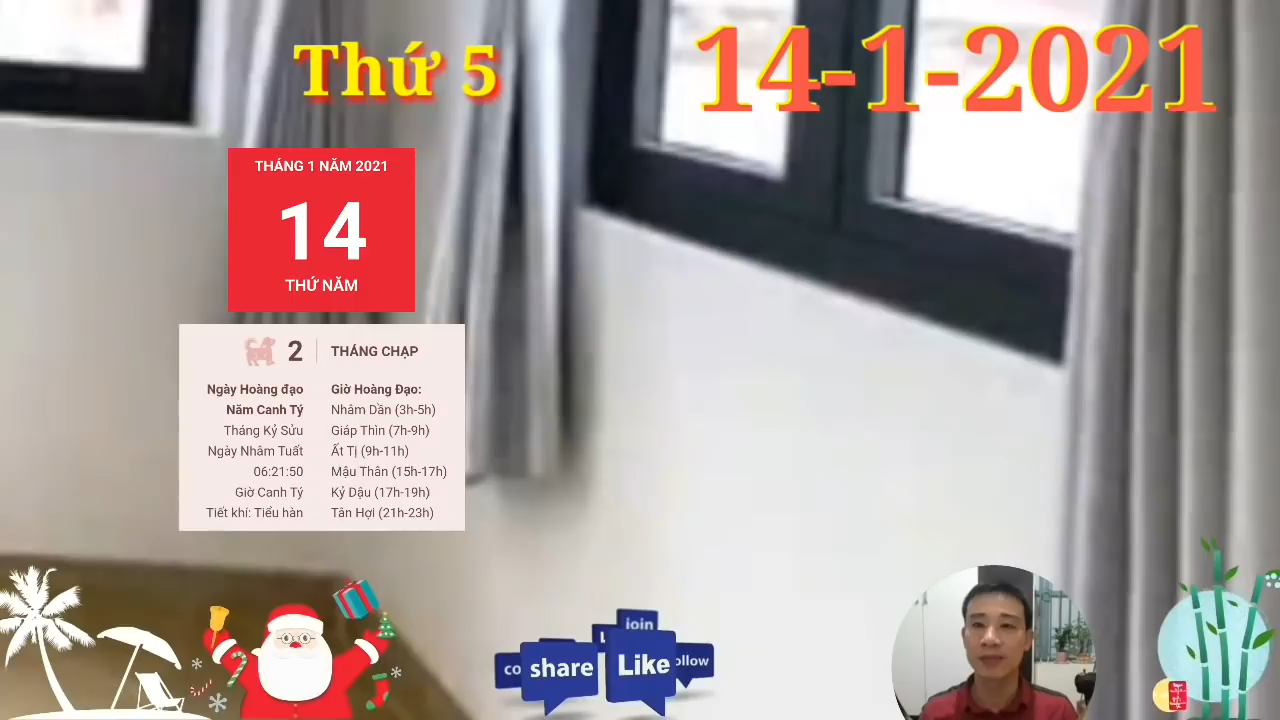 Thứ 5
14-1-2021
THÁNG 1 NĂM 2021
14
THỨ NĂM
2
THÁNG CHẠP
Ngày Hoàng đạo
Năm Canh Tý
Tháng Kỷ Sửu
Ngày Nhâm Tuất
06:21:50
Giờ Canh Tý
Tiết khí: Tiểu hàn
Giờ Hoàng Đạo:
Nhâm Dần (3h-5h)
Giáp Thìn (7h-9h)
Ất Tị (9h-11h)
Mậu Thân (15h-17h)
Kỷ Dậu (17h-19h)
Tân Hợi (21h-23h)
join
share
Like
ollow